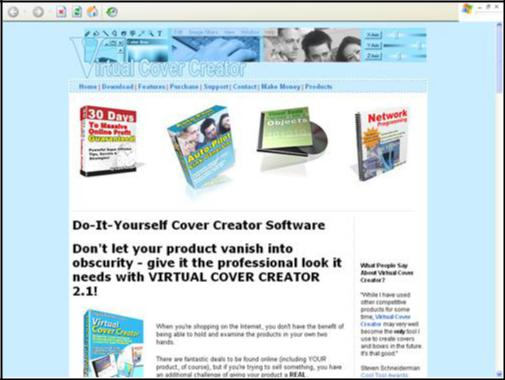 Edit | Image Filters | View | Window
Virtual Cover Creator
Home | Download | Features | Purchase | Support | Contact | Make Money | Products
30 Days
To Massive
Online Profit
Guaranteed!
Auto-Pilot
Objects
Network
Programming
Do-It-Yourself Cover Creator Software
Don't let your product vanish into
obscurity - give it the professional look it
needs with VIRTUAL COVER CREATOR
2.1!
Virtual
Cover Creator
When you're shopping on the Internet, you don't have the benefit of
being able to hold and examine the products in your own two
hands.
There are fantastic deals to be found online (including YOUR
product, of course), but if you're trying to sell something, you have
an additional challenge of giving your product a REAL
What People Say
About Virtual Cover
Creator?
"While I have used
other competitive
products for some
time, Virtual Cover
Creator may very well
become the only tool I
use to create covers
and boxes in the future.
It's that good."
Steven Schneiderman
Cool Tool Awards